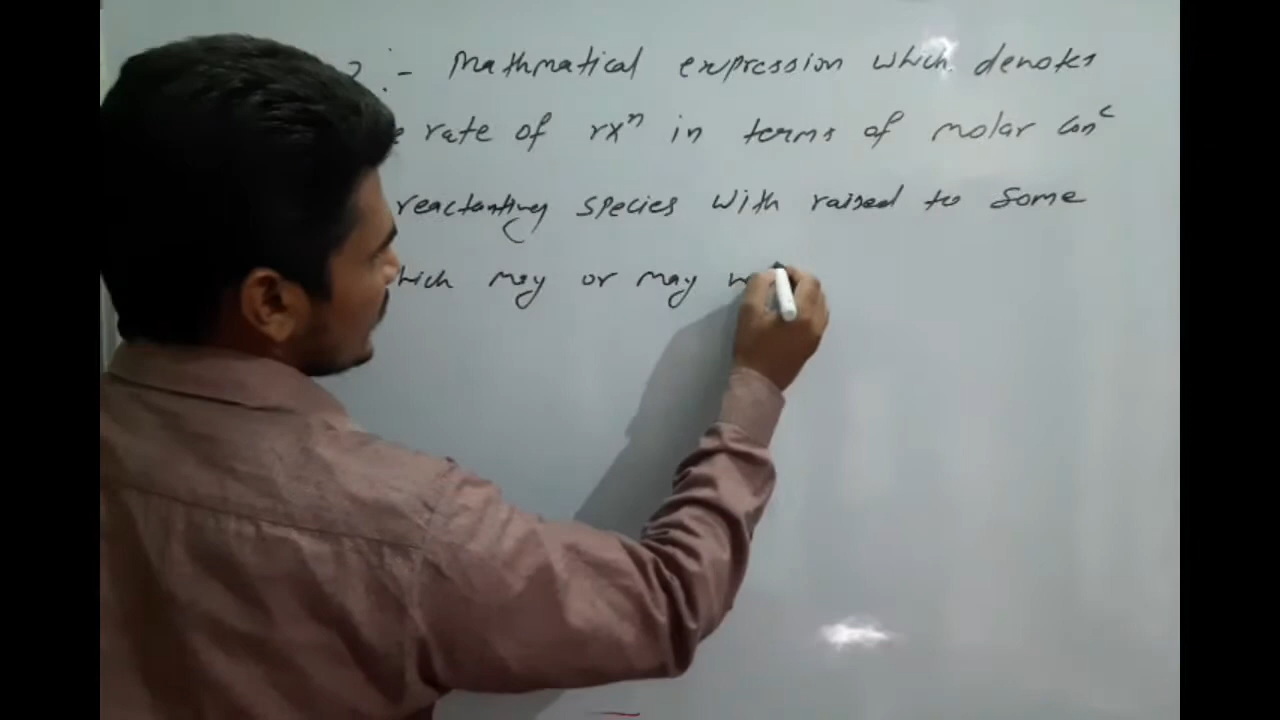 ? :- Mathmatical expression which denotes
rate of rxⁿ in terms of molar conᶜ
reactanting species with raised to some
which may or may